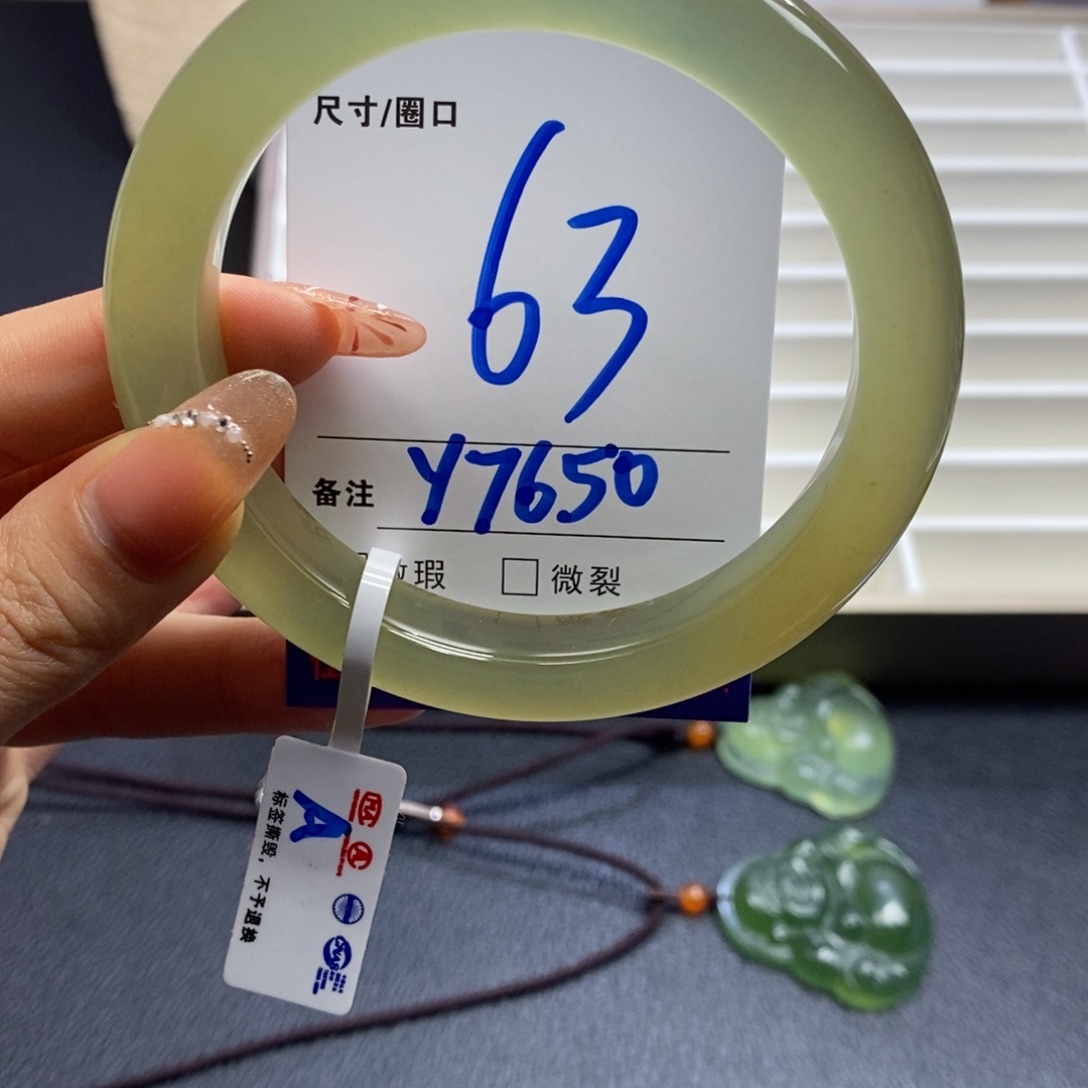 尺寸/圈口
63
备注 Y7650
瑕 微裂
A
标签撕毁，不予退换